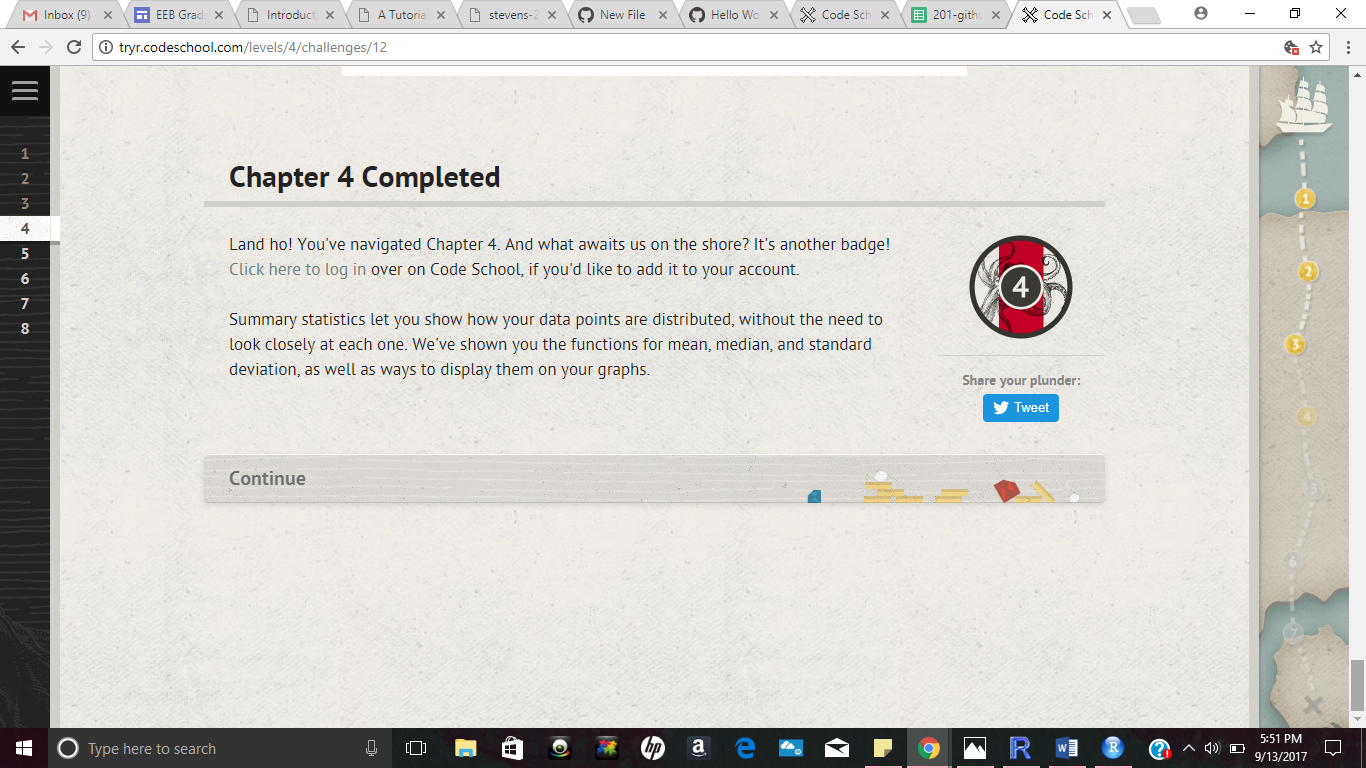 Inbox (9)
EEB Grad
Introduct
A Tutoria
stevens-2
New File
Hello Wo
Code Sch
201-githu
Code Sch
tryr.codeschool.com/levels/4/challenges/12
1
2
3
4
5
6
7
8
Chapter 4 Completed
Land ho! You've navigated Chapter 4. And what awaits us on the shore? It's another badge!
Click here to log in over on Code School, if you'd like to add it to your account.
Summary statistics let you show how your data points are distributed, without the need to
look closely at each one. We've shown you the functions for mean, median, and standard
deviation, as well as ways to display them on your graphs.
4
Share your plunder:
Tweet
Continue
1
2
3
4
5
6
7
Type here to search
5:51 PM
9/13/2017